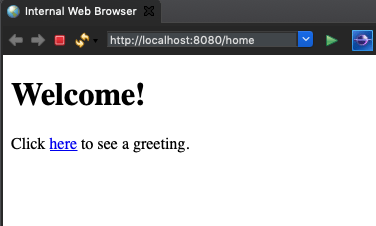 Internal Web Browser
http://localhost:8080/home
Welcome!
Click here to see a greeting.